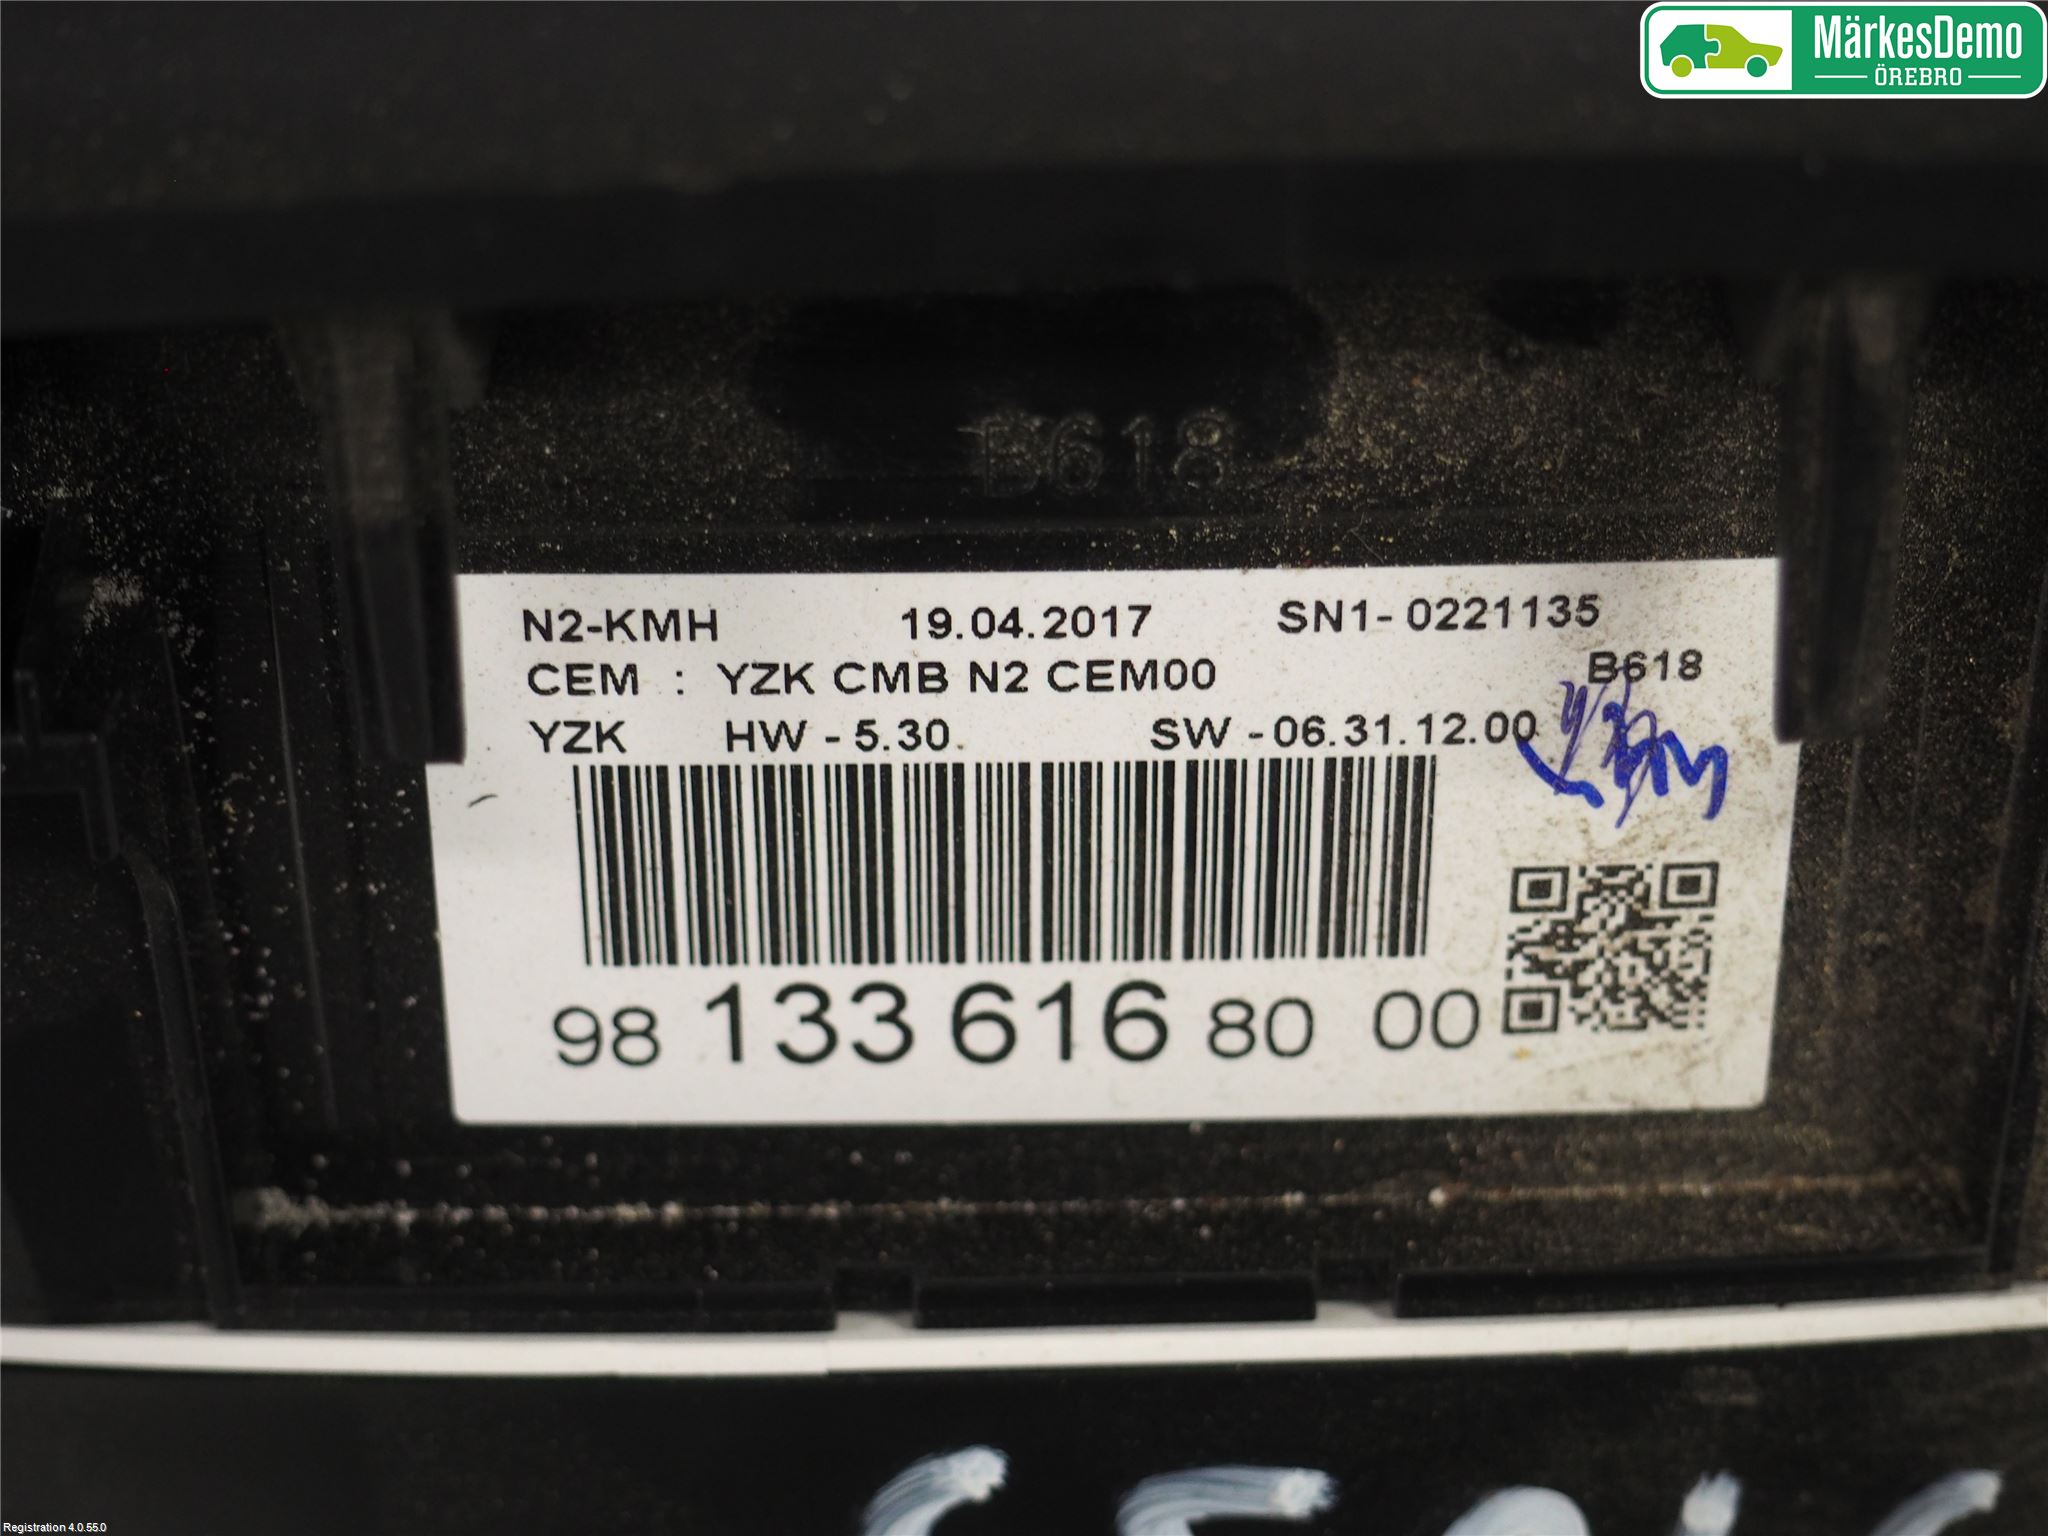 MärkesDemo
ÖREBRO
B618
N2-KMH 19.04.2017 SN1-0221135
CEM : YZK CMB N2 CEM00 B618
YZK HW - 5.30. SW - 06.31.12.00
98 133 616 80 00
Registration 4.0.55.0